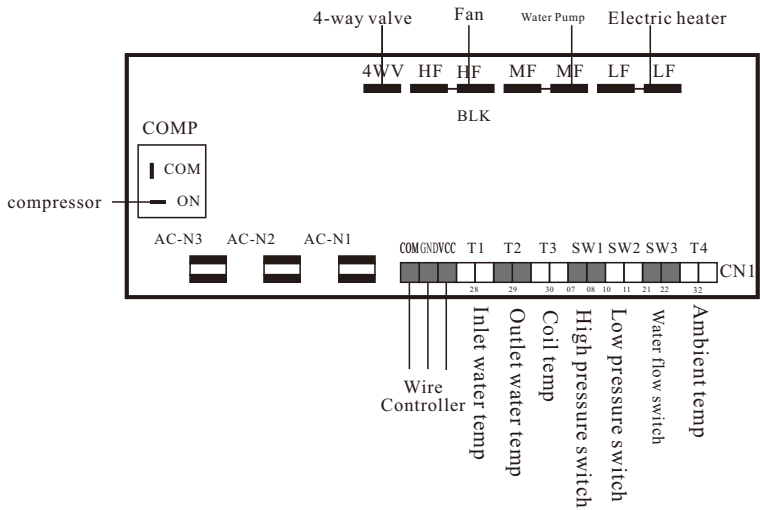 4-way valve
Fan
Water Pump
Electric heater
4WV HF HF MF MF LF LF
BLK
COMP
COM
ON
compressor
AC-N3 AC-N2 AC-N1
COM GND VCC T1 T2 T3 SW1 SW2 SW3 T4
CN1
28 29 30 07 08 10 11 21 22 32
Wire
Controller
Inlet water temp
Outlet water temp
Coil temp
High pressure switch
Low pressure switch
Water flow switch
Ambient temp